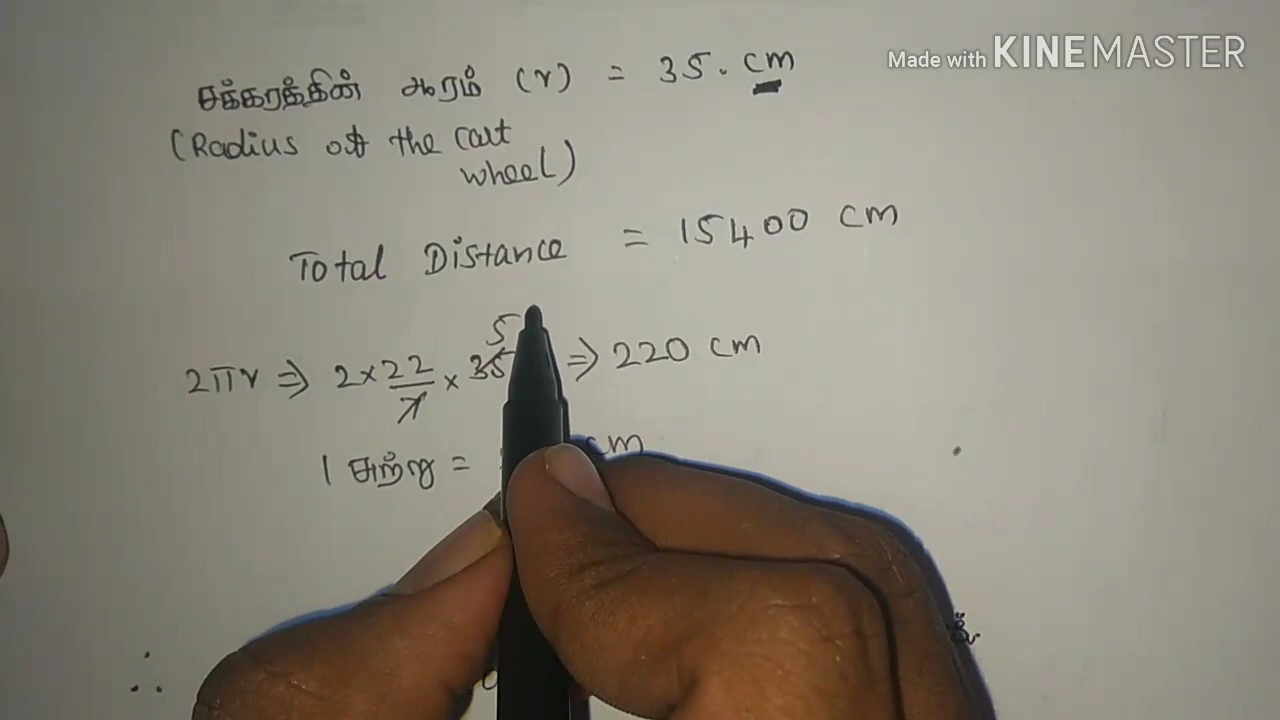 Made with KINEMASTER
சக்கரத்தின் ஆரம் (r) = 35. cm
(Radius of the cart
wheel)
Total Distance = 15400 cm
5
2πr ⇒ 2 × 22/7 × 35 ⇒ 220 cm
1 சுற்று = cm